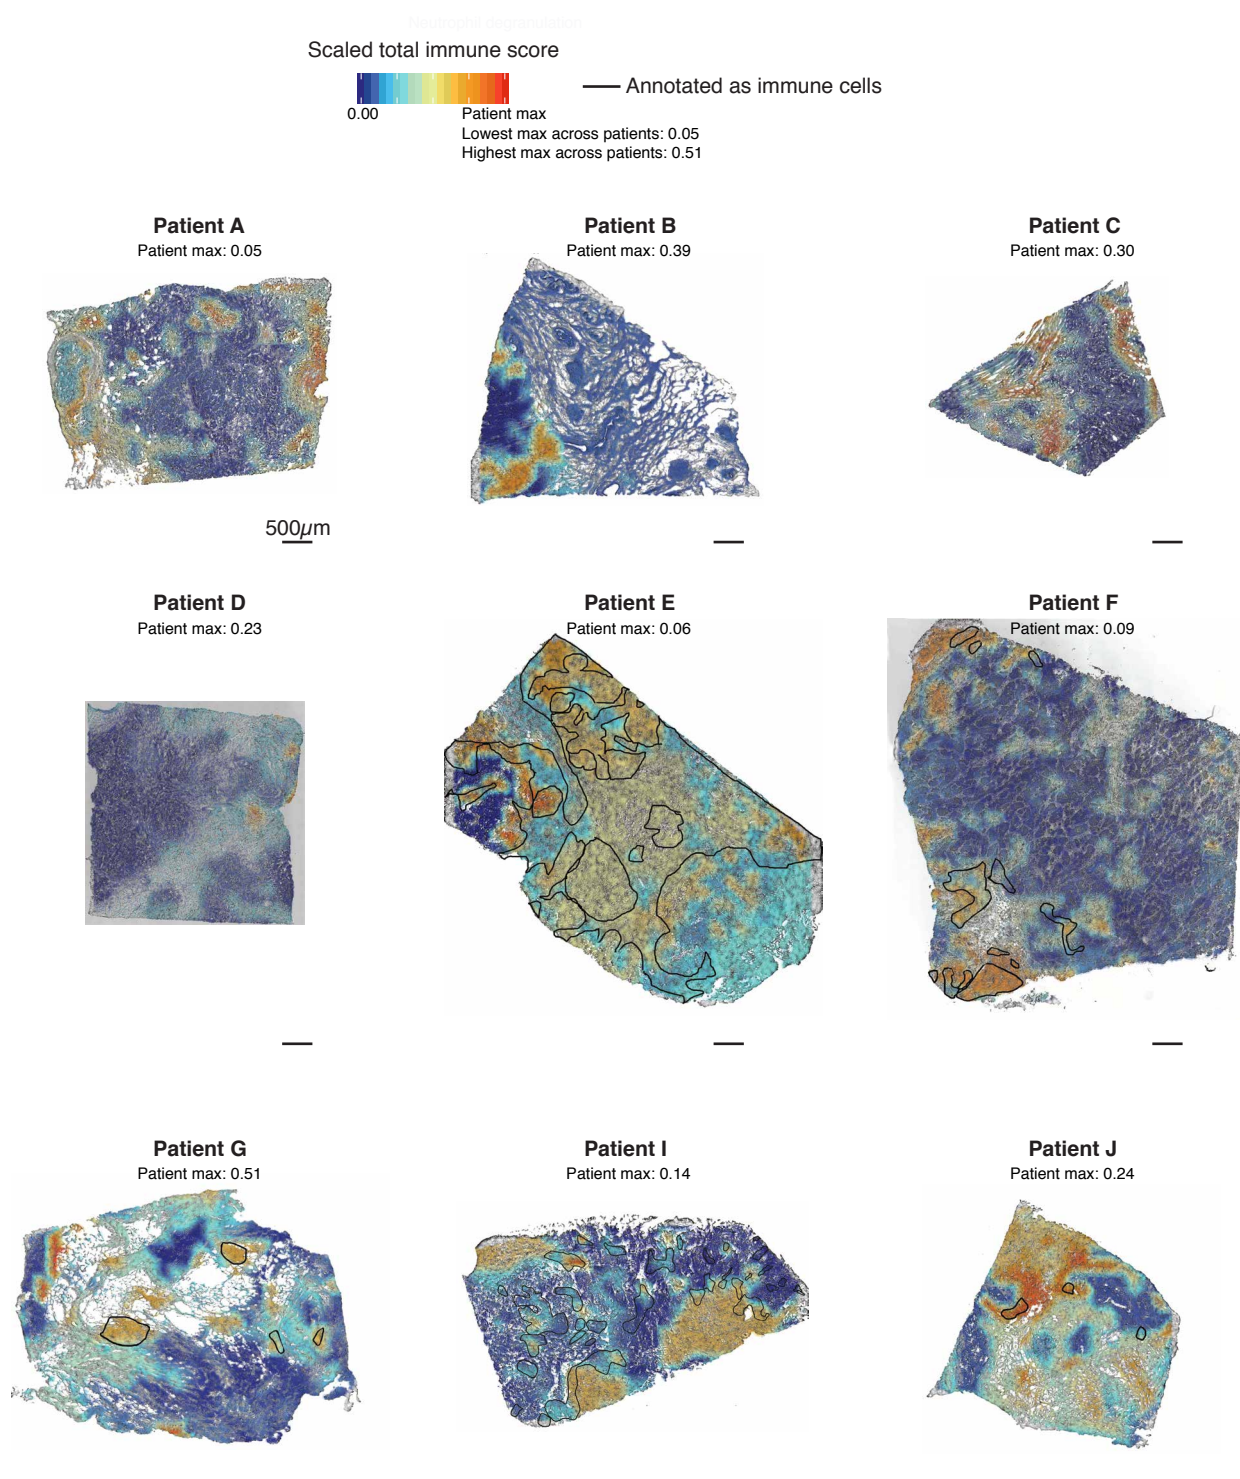 Neutrophil degranulation
Scaled total immune score
Annotated as immune cells
0.00 Patient max
Lowest max across patients: 0.05
Highest max across patients: 0.51
Patient A
Patient max: 0.05
Patient B
Patient max: 0.39
Patient C
Patient max: 0.30
500µm
Patient D
Patient max: 0.23
Patient E
Patient max: 0.06
Patient F
Patient max: 0.09
Patient G
Patient max: 0.51
Patient I
Patient max: 0.14
Patient J
Patient max: 0.24